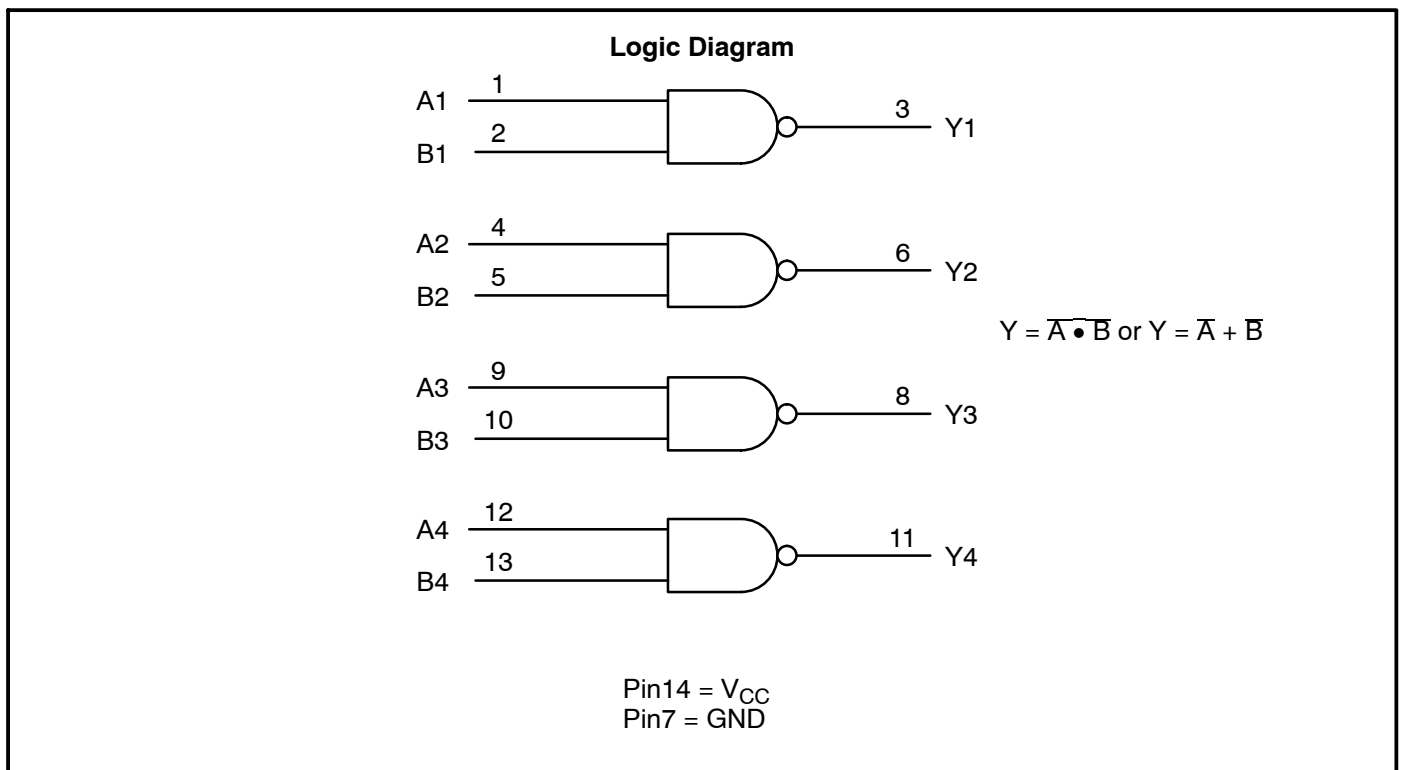 Logic Diagram
A1 1
B1 2
3 Y1
A2 4
B2 5
6 Y2
Y = A̅ ̅•̅ ̅B̅ or Y = A̅ + B̅
A3 9
B3 10
8 Y3
A4 12
B4 13
11 Y4
Pin14 = VCC
Pin7 = GND